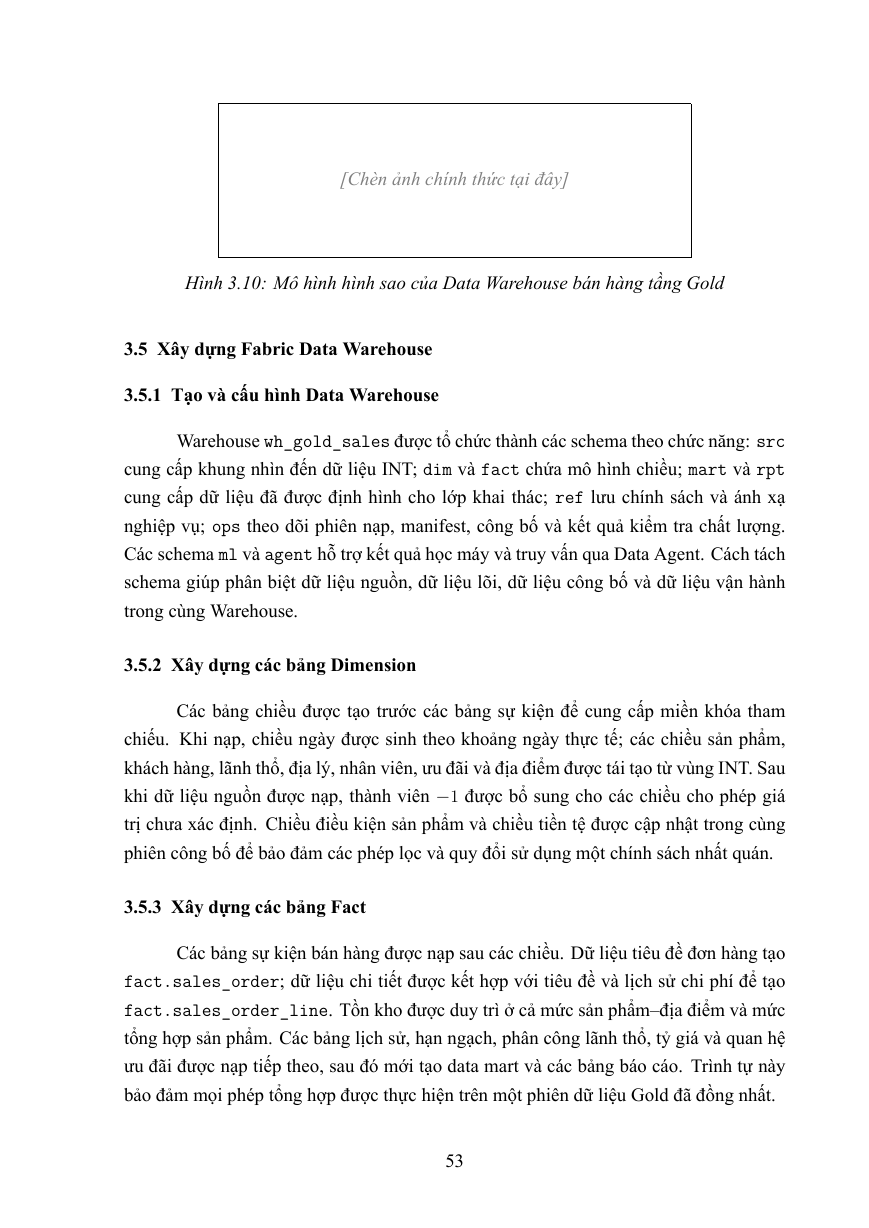 [Chèn ảnh chính thức tại đây]
Hình 3.10: Mô hình hình sao của Data Warehouse bán hàng tầng Gold
3.5 Xây dựng Fabric Data Warehouse
3.5.1 Tạo và cấu hình Data Warehouse
Warehouse wh_gold_sales được tổ chức thành các schema theo chức năng: src
cung cấp khung nhìn đến dữ liệu INT; dim và fact chứa mô hình chiều; mart và rpt
cung cấp dữ liệu đã được định hình cho lớp khai thác; ref lưu chính sách và ánh xạ
nghiệp vụ; ops theo dõi phiên nạp, manifest, công bố và kết quả kiểm tra chất lượng.
Các schema ml và agent hỗ trợ kết quả học máy và truy vấn qua Data Agent. Cách tách
schema giúp phân biệt dữ liệu nguồn, dữ liệu lõi, dữ liệu công bố và dữ liệu vận hành
trong cùng Warehouse.
3.5.2 Xây dựng các bảng Dimension
Các bảng chiều được tạo trước các bảng sự kiện để cung cấp miền khóa tham
chiếu. Khi nạp, chiều ngày được sinh theo khoảng ngày thực tế; các chiều sản phẩm,
khách hàng, lãnh thổ, địa lý, nhân viên, ưu đãi và địa điểm được tái tạo từ vùng INT. Sau
khi dữ liệu nguồn được nạp, thành viên −1 được bổ sung cho các chiều cho phép giá
trị chưa xác định. Chiều điều kiện sản phẩm và chiều tiền tệ được cập nhật trong cùng
phiên công bố để bảo đảm các phép lọc và quy đổi sử dụng một chính sách nhất quán.
3.5.3 Xây dựng các bảng Fact
Các bảng sự kiện bán hàng được nạp sau các chiều. Dữ liệu tiêu đề đơn hàng tạo
fact.sales_order; dữ liệu chi tiết được kết hợp với tiêu đề và lịch sử chi phí để tạo
fact.sales_order_line. Tồn kho được duy trì ở cả mức sản phẩm–địa điểm và mức
tổng hợp sản phẩm. Các bảng lịch sử, hạn ngạch, phân công lãnh thổ, tỷ giá và quan hệ
ưu đãi được nạp tiếp theo, sau đó mới tạo data mart và các bảng báo cáo. Trình tự này
bảo đảm mọi phép tổng hợp được thực hiện trên một phiên dữ liệu Gold đã đồng nhất.
53